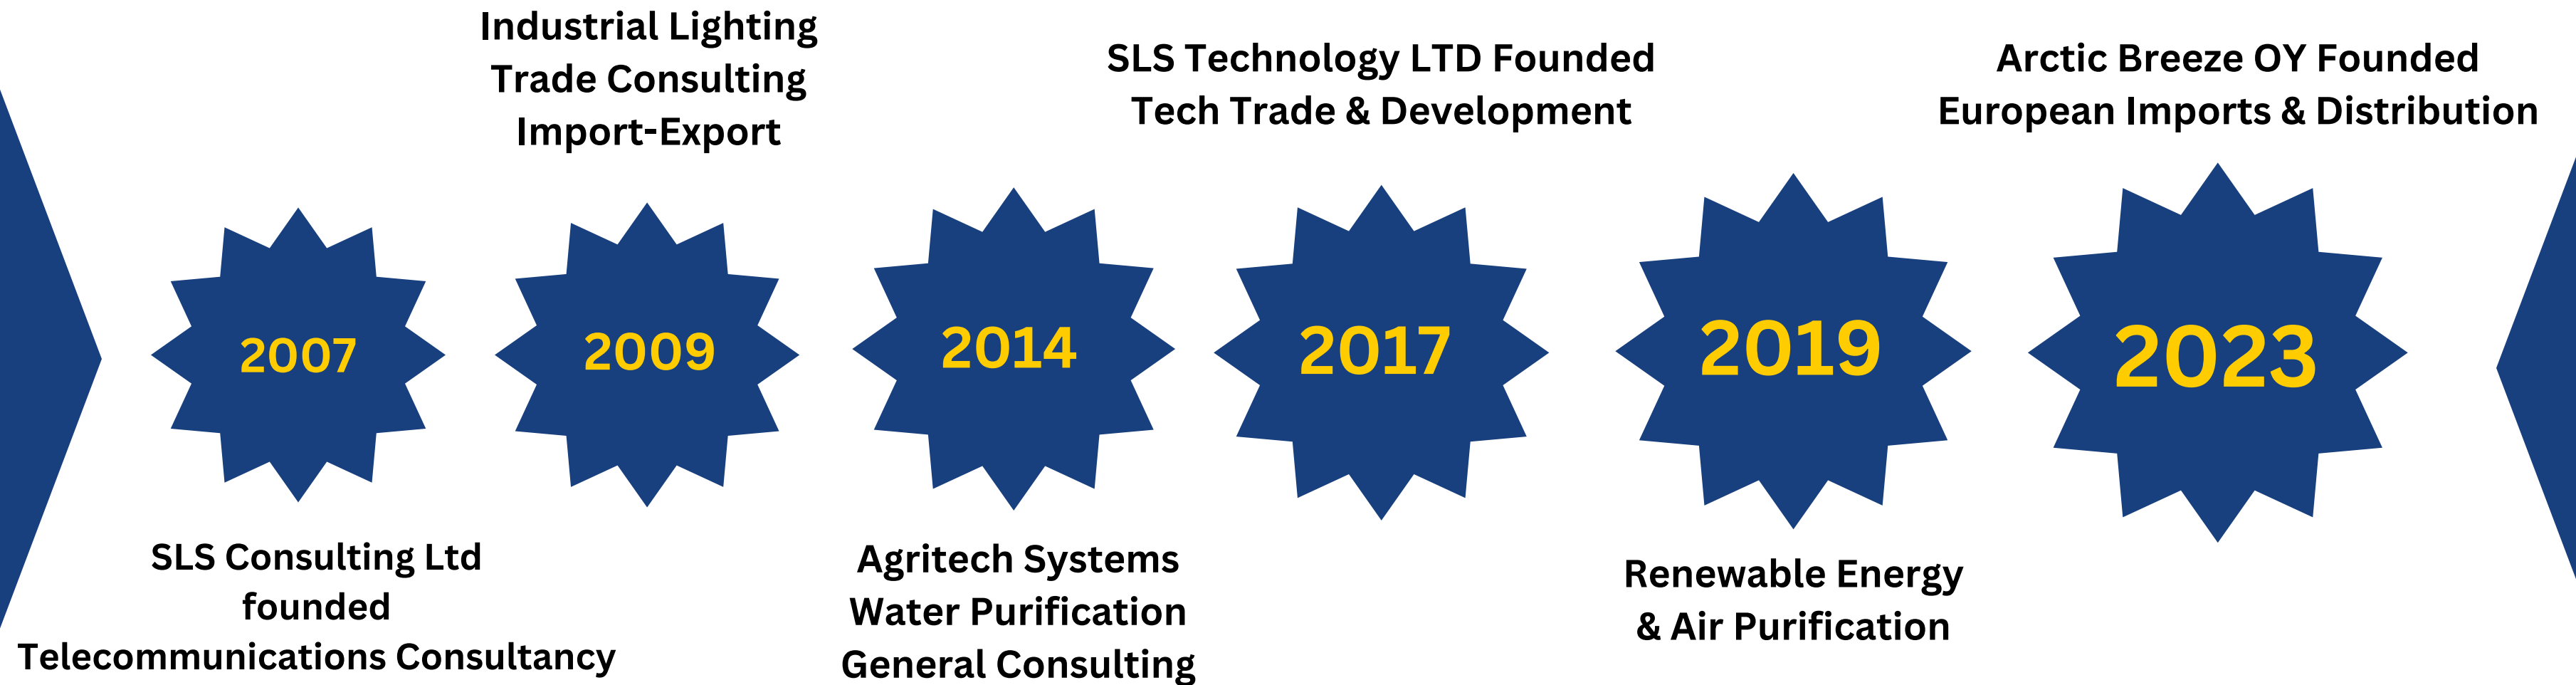 2007
SLS Consulting Ltd
founded
Telecommunications Consultancy
Industrial Lighting
Trade Consulting
Import-Export
2009
2014
Agritech Systems
Water Purification
General Consulting
SLS Technology LTD Founded
Tech Trade & Development
2017
2019
Renewable Energy
& Air Purification
Arctic Breeze OY Founded
European Imports & Distribution
2023